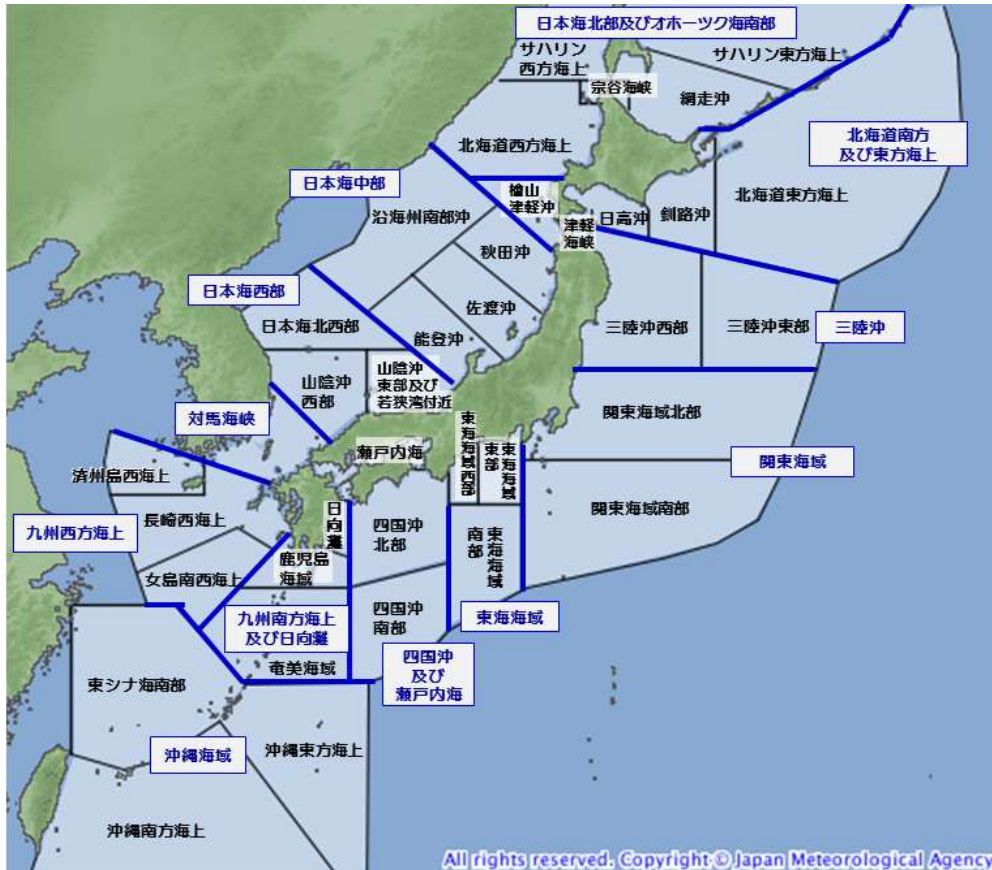 日本海北部及びオホーツク海南部
サハリン
西方海上
サハリン東方海上
宗谷海峡
網走沖
北海道南方
及び東方海上
北海道西方海上
日本海中部
檜山
津軽沖
北海道東方海上
沿海州南部沖
日高沖
釧路沖
津軽
海峡
秋田沖
日本海西部
佐渡沖
日本海北西部
能登沖
三陸沖西部
三陸沖東部
三陸沖
山陰沖
西部
山陰沖
東部及び
若狭湾付近
対馬海峡
関東海域北部
東海海域西部
東海海域
東部
瀬戸内海
関東海域
済州島西海上
長崎西海上
関東海域南部
日向灘
四国沖
北部
九州西方海上
東海海域
南部
鹿児島
海域
女島南西海上
九州南方海上
及び日向灘
四国沖
南部
東海海域
四国沖
及び
瀬戸内海
奄美海域
東シナ海南部
沖縄海域
沖縄東方海上
沖縄南方海上
All rights reserved. Copyright © Japan Meteorological Agency